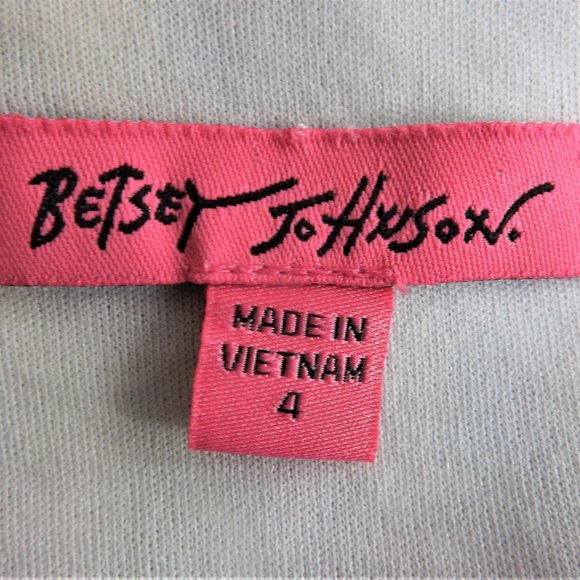 BETSEY JOHNSON.
MADE IN
VIETNAM
4